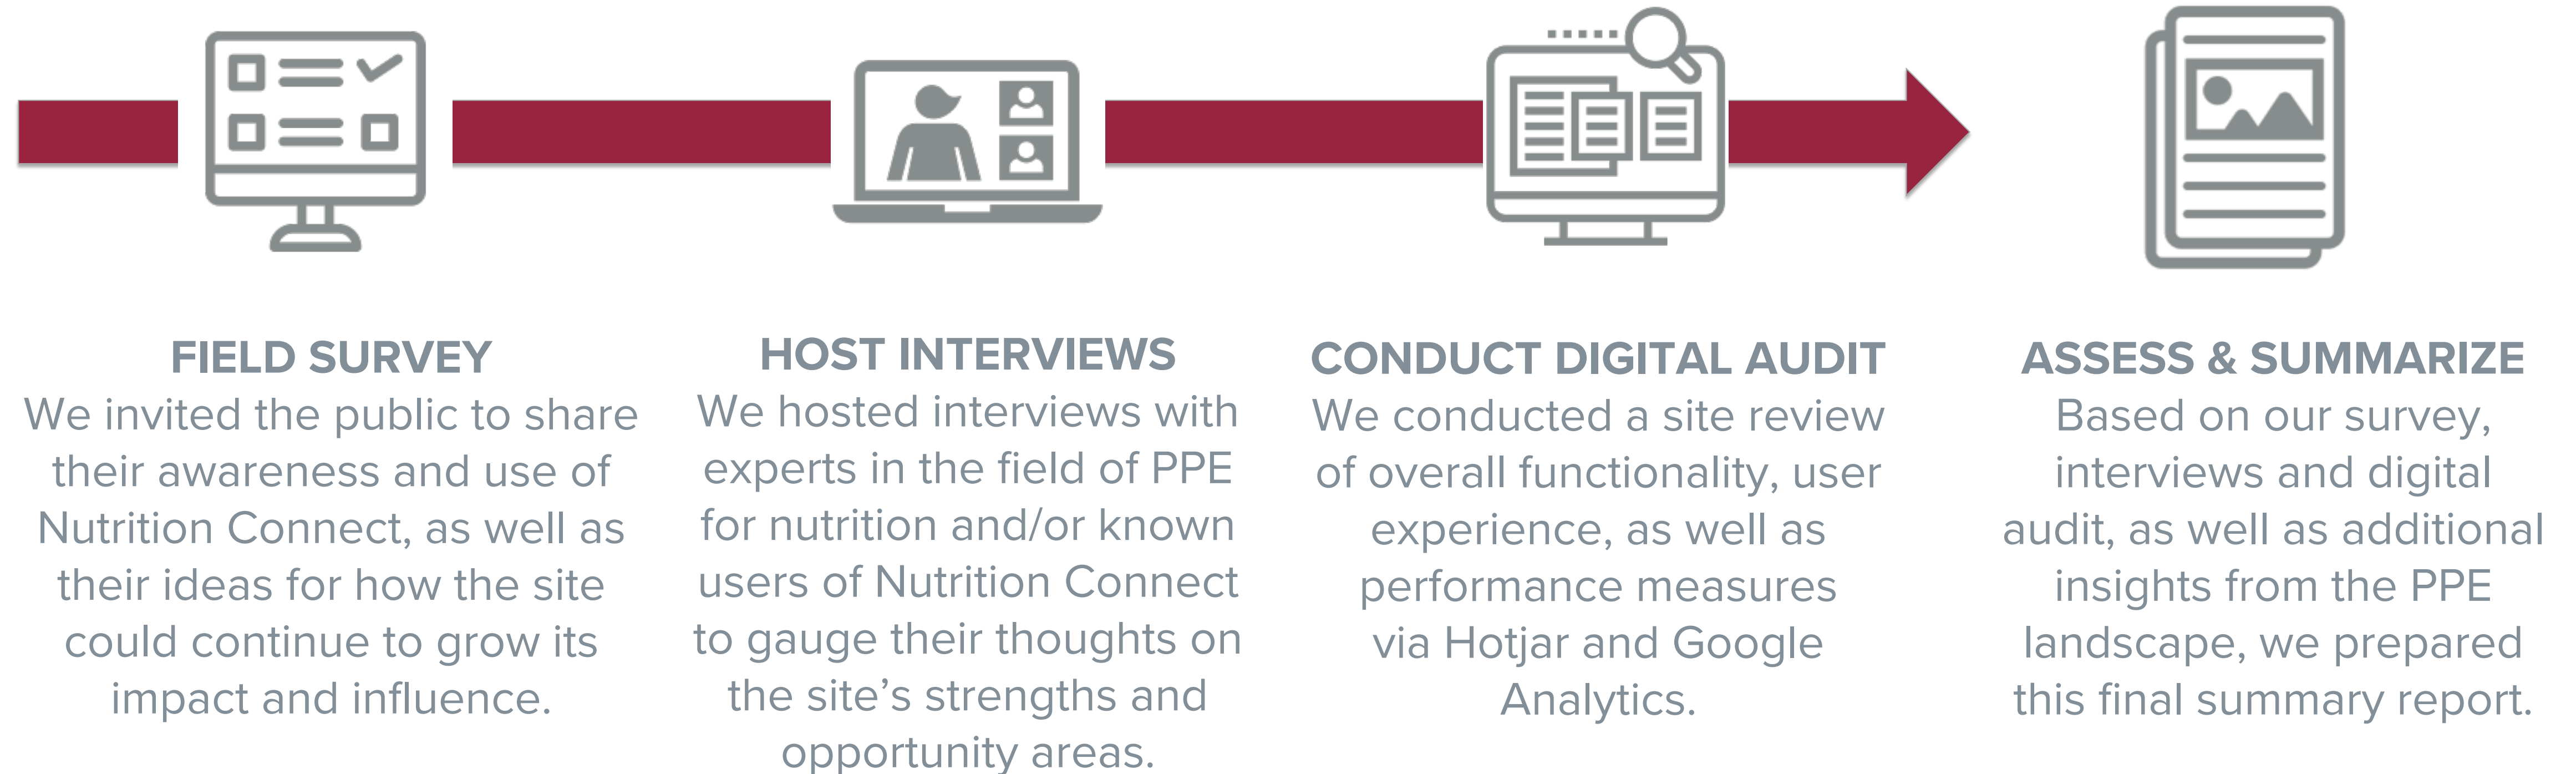 FIELD SURVEY
We invited the public to share
their awareness and use of
Nutrition Connect, as well as
their ideas for how the site
could continue to grow its
impact and influence.
HOST INTERVIEWS
We hosted interviews with
experts in the field of PPE
for nutrition and/or known
users of Nutrition Connect
to gauge their thoughts on
the site’s strengths and
opportunity areas.
CONDUCT DIGITAL AUDIT
We conducted a site review
of overall functionality, user
experience, as well as
performance measures
via Hotjar and Google
Analytics.
ASSESS & SUMMARIZE
Based on our survey,
interviews and digital
audit, as well as additional
insights from the PPE
landscape, we prepared
this final summary report.